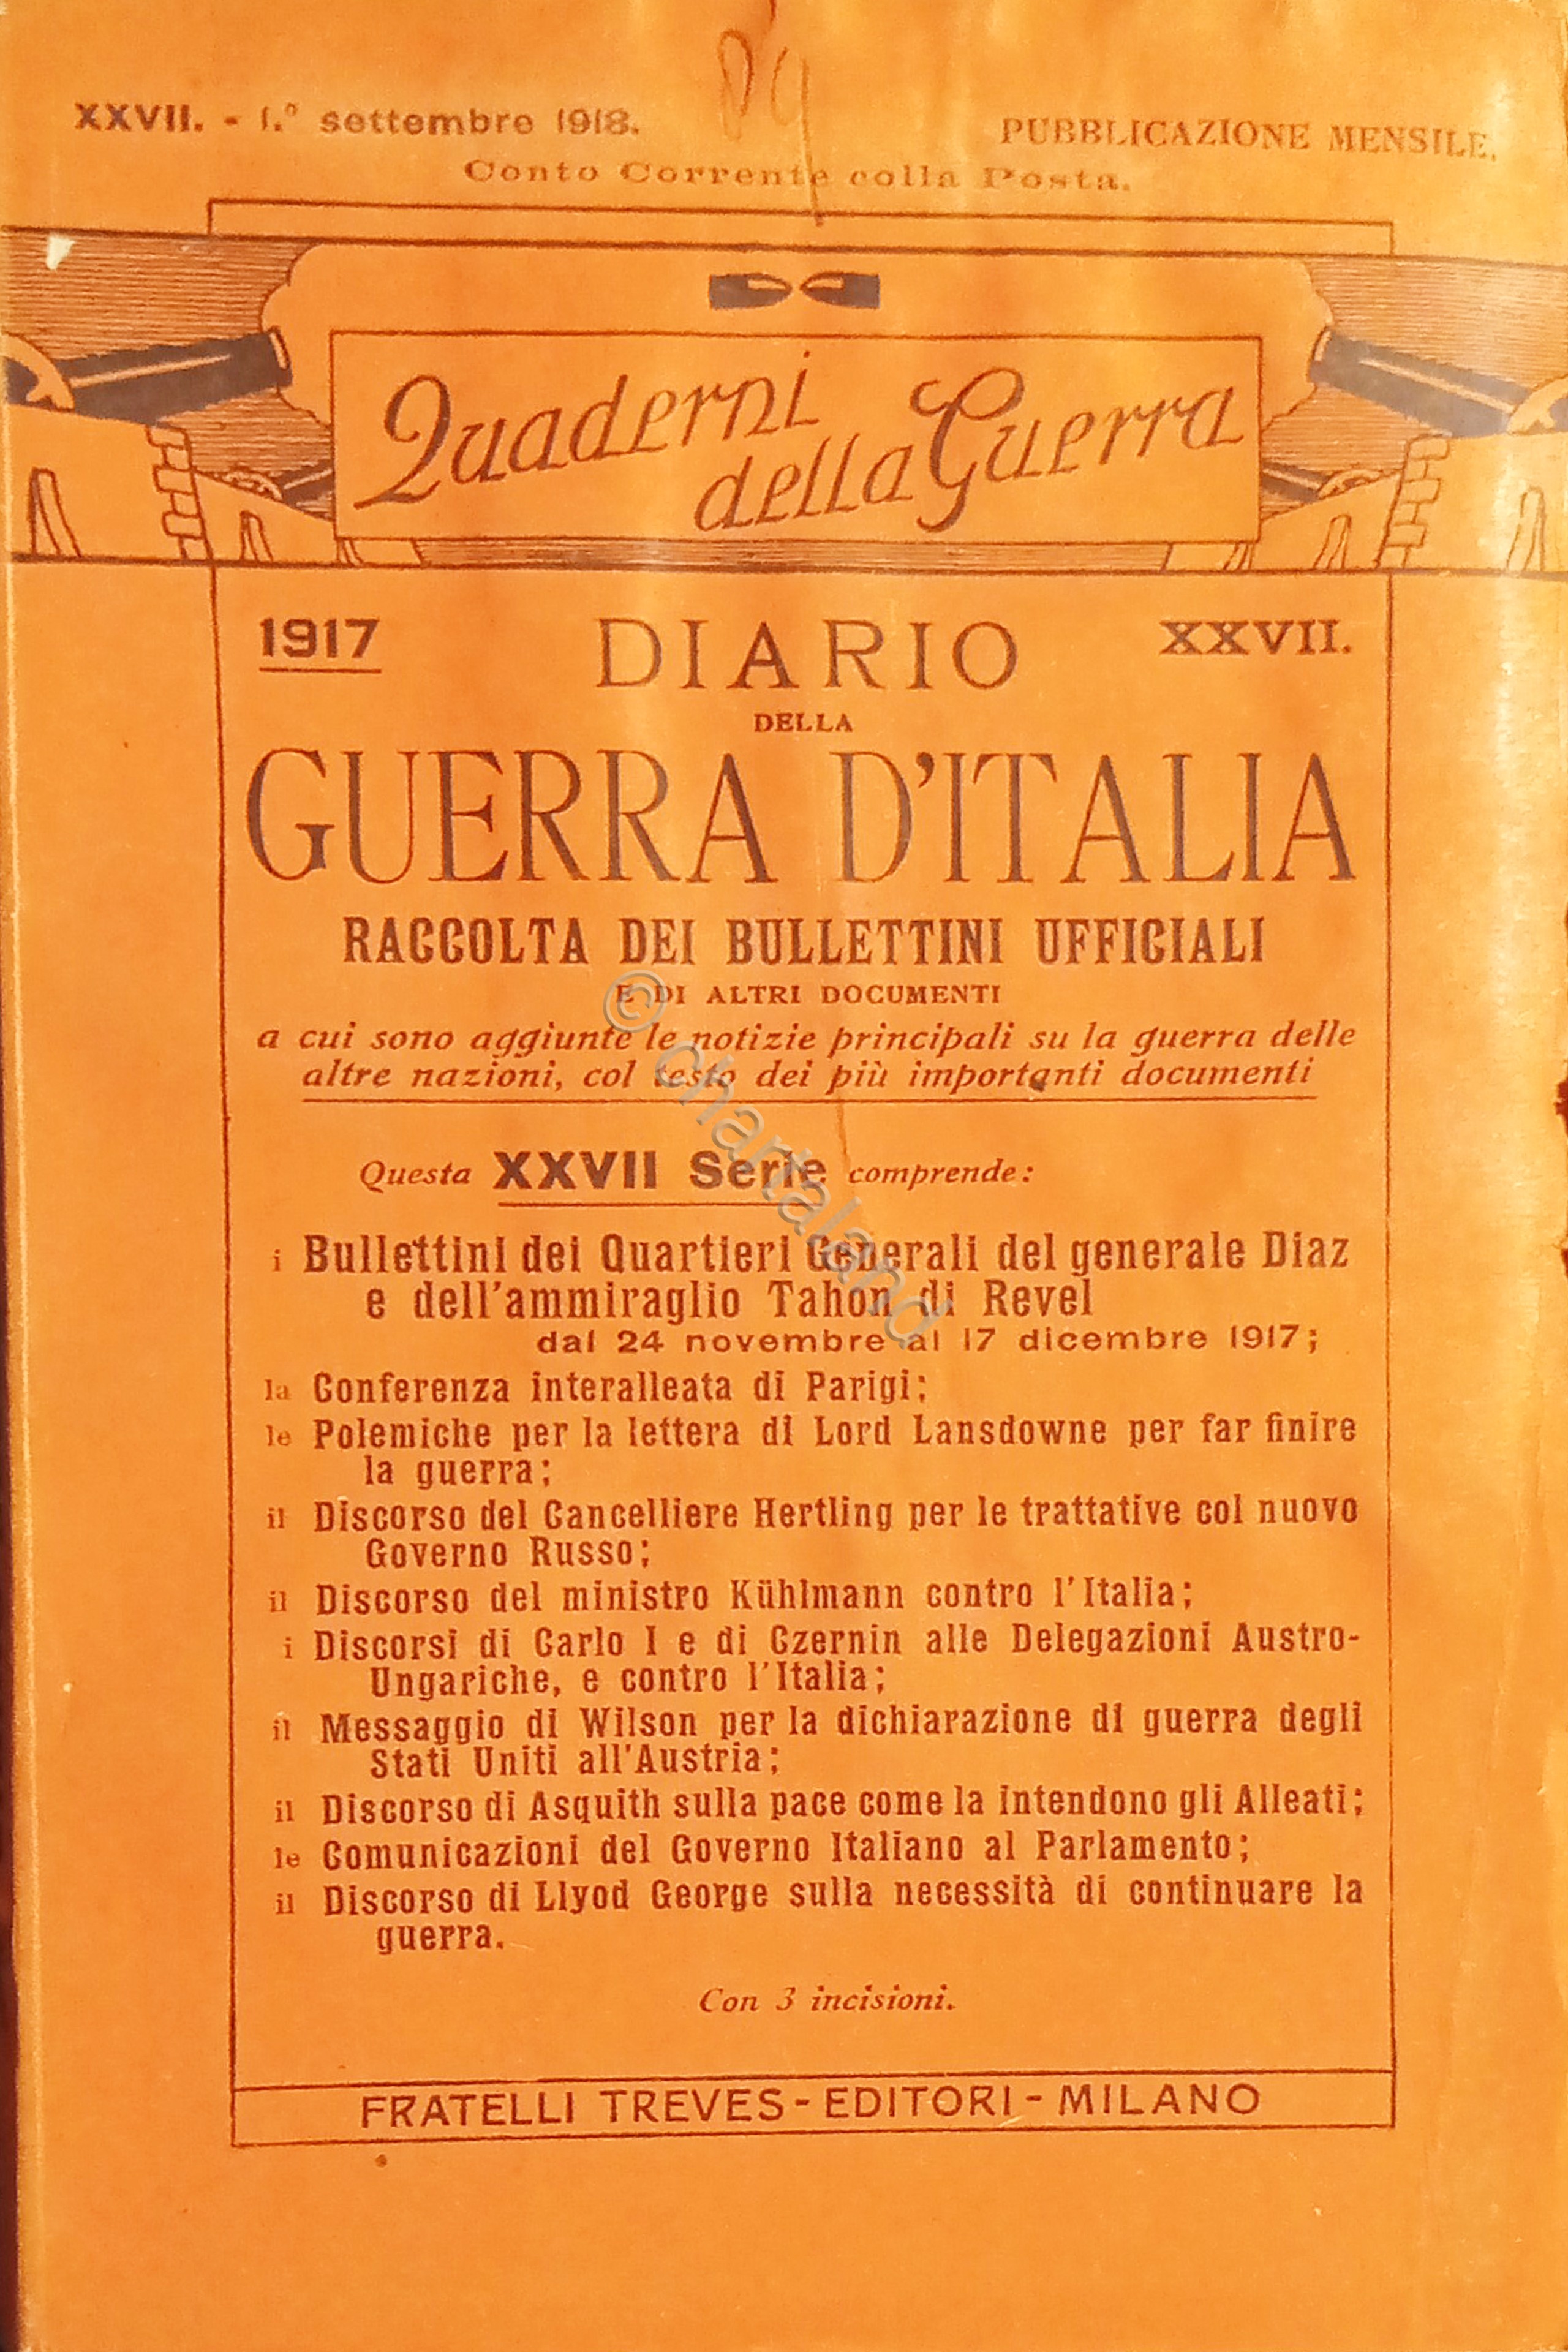 XXVII. - 1.º settembre 1918.
PUBBLICAZIONE MENSILE.
Conto Corrente colla Posta.
Quaderni
della Guerra
1917
DIARIO
XXVII.
DELLA
GUERRA D'ITALIA
RACCOLTA DEI BULLETTINI UFFICIALI
E DI ALTRI DOCUMENTI
a cui sono aggiunte le notizie principali su la guerra delle
altre nazioni, col testo dei più importanti documenti
Questa XXVII Serie comprende:
i Bullettini dei Quartieri Generali del generale Diaz
e dell'ammiraglio Tahon di Revel
dal 24 novembre al 17 dicembre 1917;
la Conferenza interalleata di Parigi;
le Polemiche per la lettera di Lord Lansdowne per far finire
la guerra;
il Discorso del Cancelliere Hertling per le trattative col nuovo
Governo Russo;
il Discorso del ministro Kühlmann contro l'Italia;
i Discorsi di Carlo I e di Czernin alle Delegazioni Austro-
Ungariche, e contro l'Italia;
il Messaggio di Wilson per la dichiarazione di guerra degli
Stati Uniti all'Austria;
il Discorso di Asquith sulla pace come la intendono gli Alleati;
le Comunicazioni del Governo Italiano al Parlamento;
il Discorso di Llyod George sulla necessità di continuare la
guerra.
Con 3 incisioni.
FRATELLI TREVES - EDITORI - MILANO
© chartaland